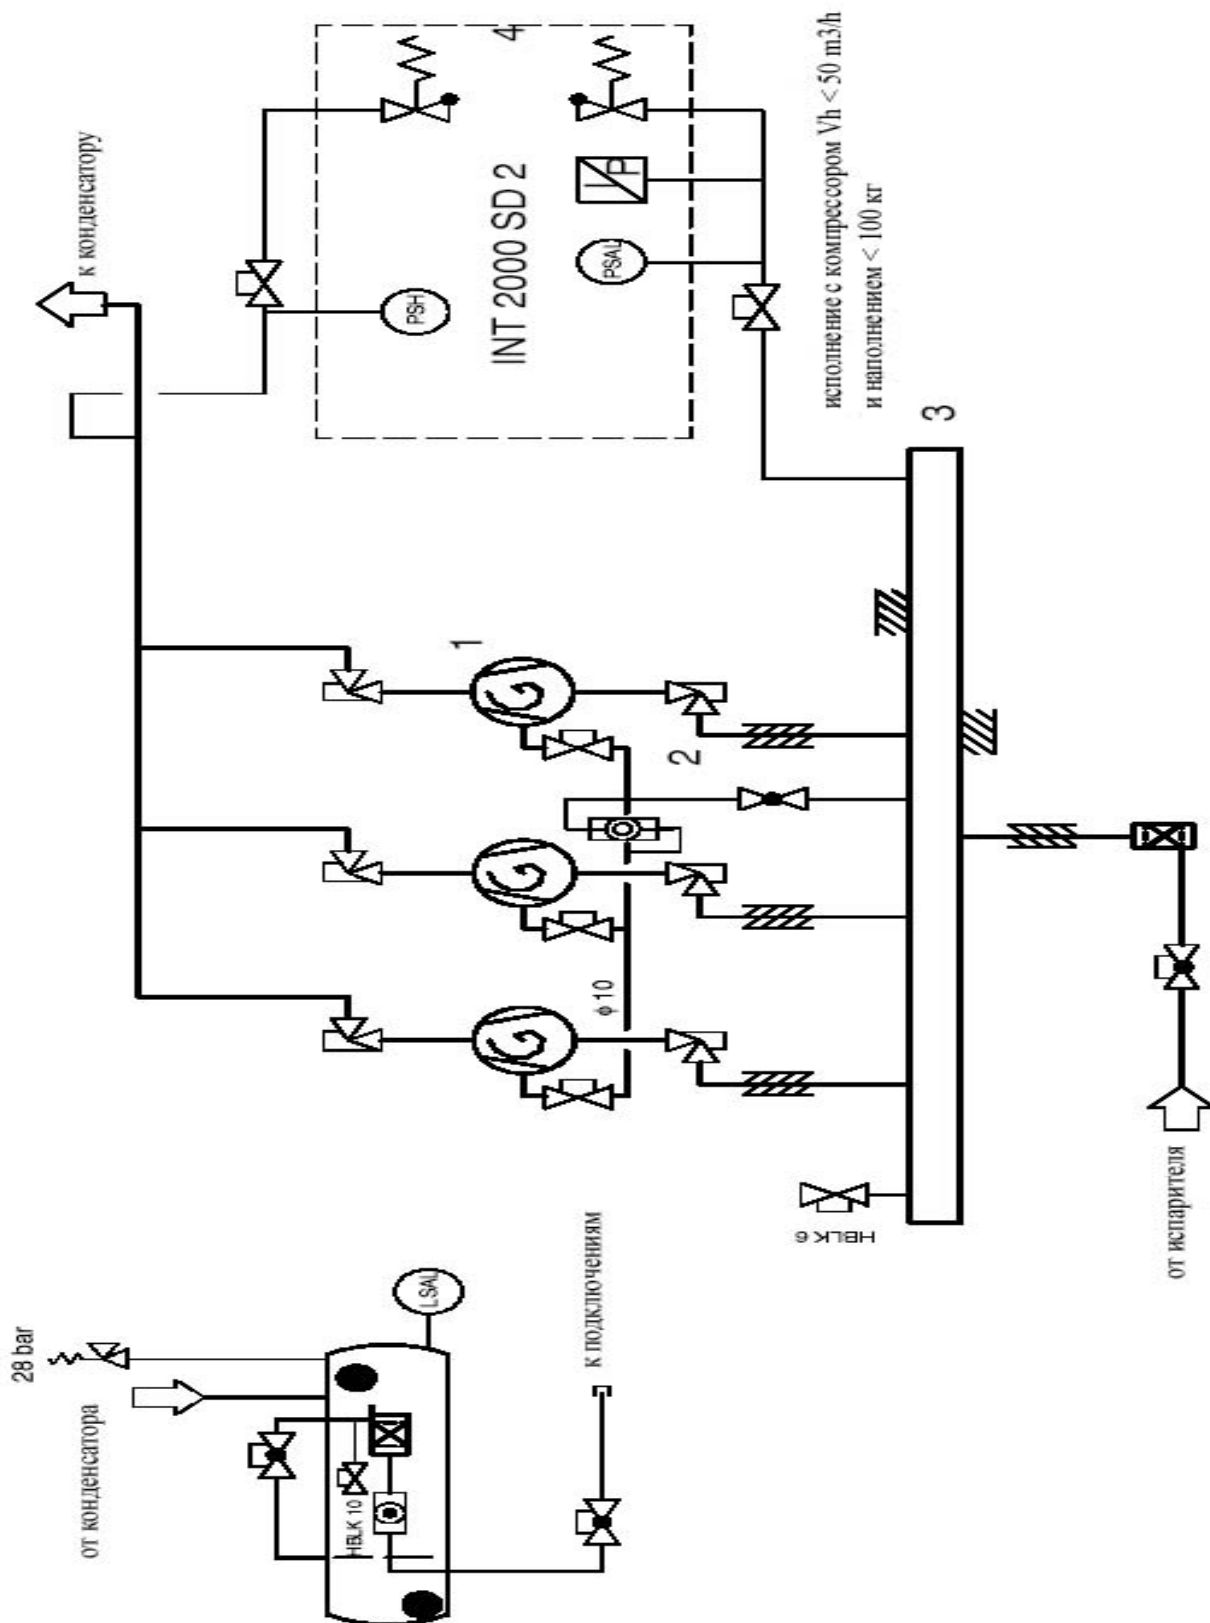 28 bar
от конденсатора
HBLK 10
LSAL
к подключениям
к конденсатору
4
PSH
INT 2000 SD 2
I/P
PSAL
исполнение с компрессором Vh < 50 m3/h
и наполнением < 100 кг
1
2
ϕ 10
3
HBLK 6
от испарителя